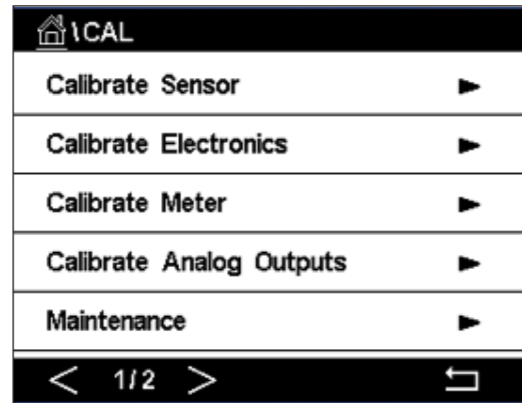 \CAL
Calibrate Sensor
Calibrate Electronics
Calibrate Meter
Calibrate Analog Outputs
Maintenance
< 1/2 >